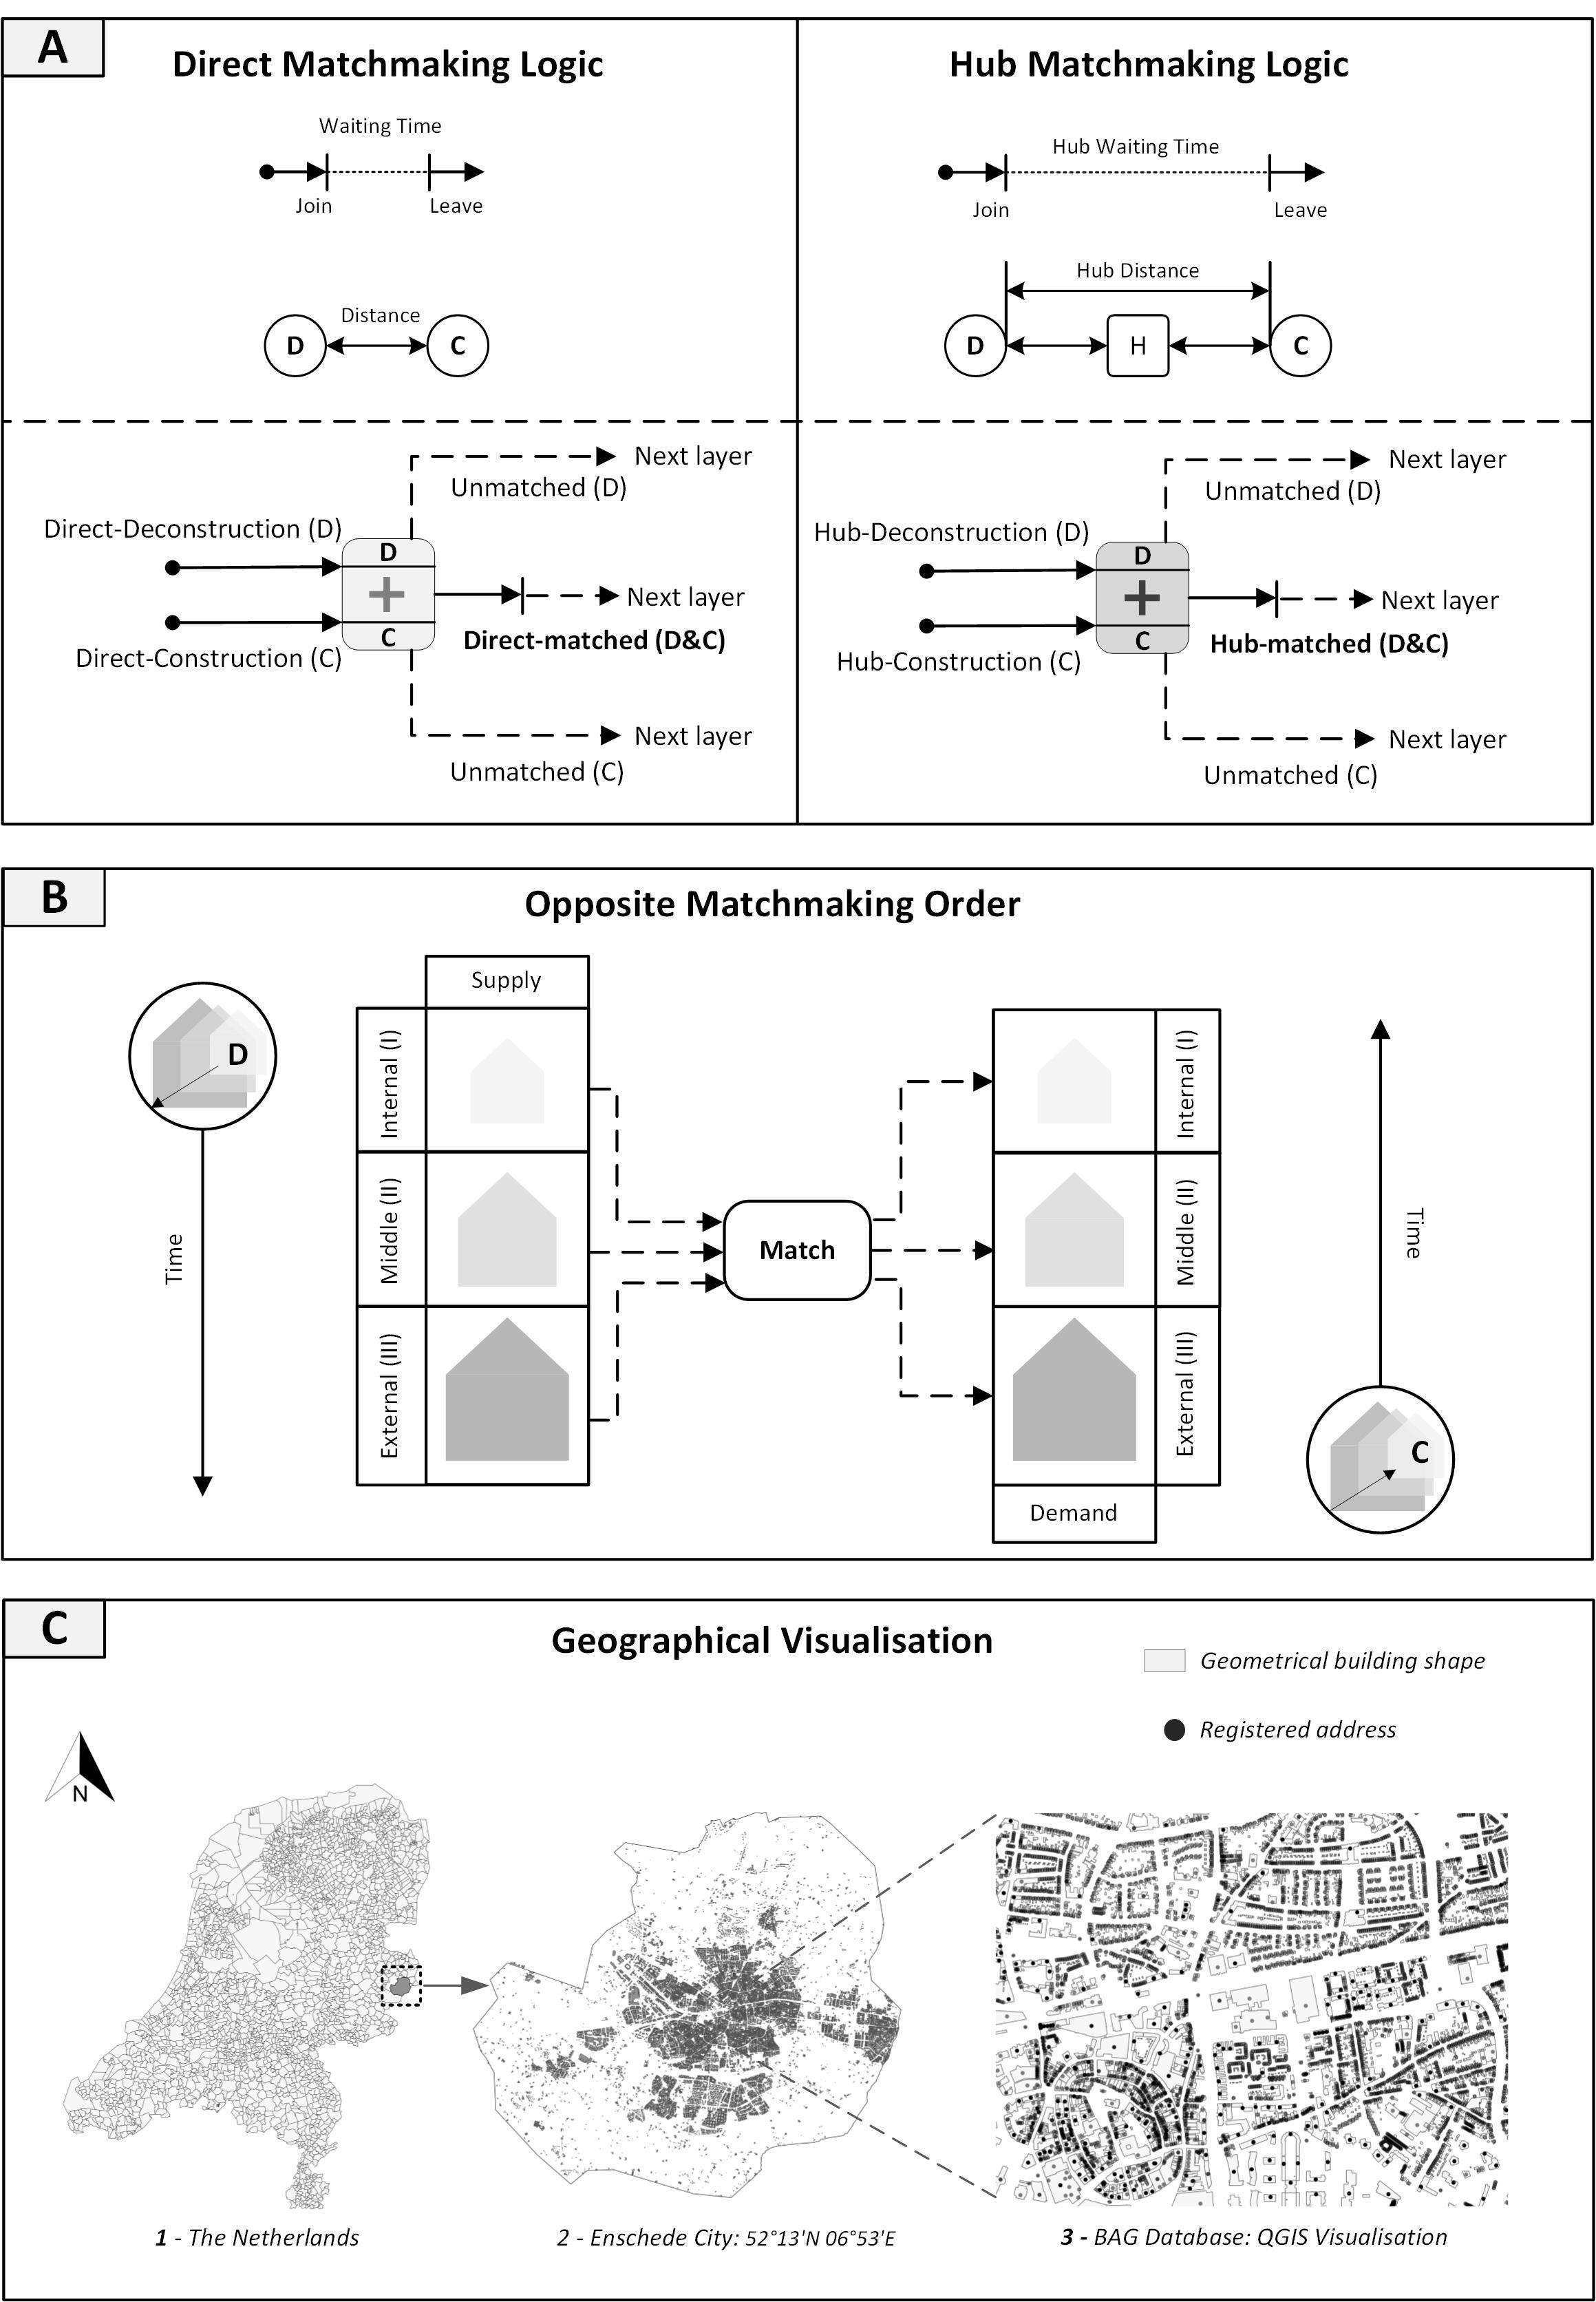 A
Direct Matchmaking Logic
Waiting Time
Join
Leave
Distance
D
C
Next layer
Unmatched (D)
Direct-Deconstruction (D)
D
+
Next layer
C
Direct-matched (D&C)
Direct-Construction (C)
Next layer
Unmatched (C)
Hub Matchmaking Logic
Hub Waiting Time
Join
Leave
Hub Distance
D
H
C
Next layer
Unmatched (D)
Hub-Deconstruction (D)
D
+
Next layer
C
Hub-matched (D&C)
Hub-Construction (C)
Next layer
Unmatched (C)
B
Opposite Matchmaking Order
D
Time
Supply
Internal (I)
Middle (II)
External (III)
Match
Internal (I)
Middle (II)
External (III)
Demand
Time
C
C
Geographical Visualisation
Geometrical building shape
Registered address
N
1 - The Netherlands
2 - Enschede City: 52°13'N 06°53'E
3 - BAG Database: QGIS Visualisation